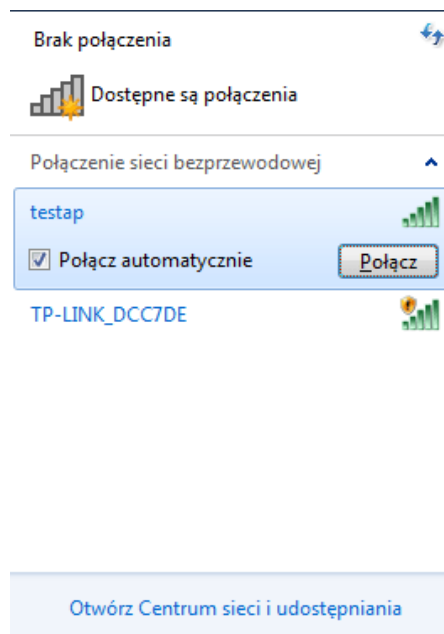 Brak połączenia
Dostępne są połączenia
Połączenie sieci bezprzewodowej
testap
Połącz automatycznie
Połącz
TP-LINK_DCC7DE
Otwórz Centrum sieci i udostępniania